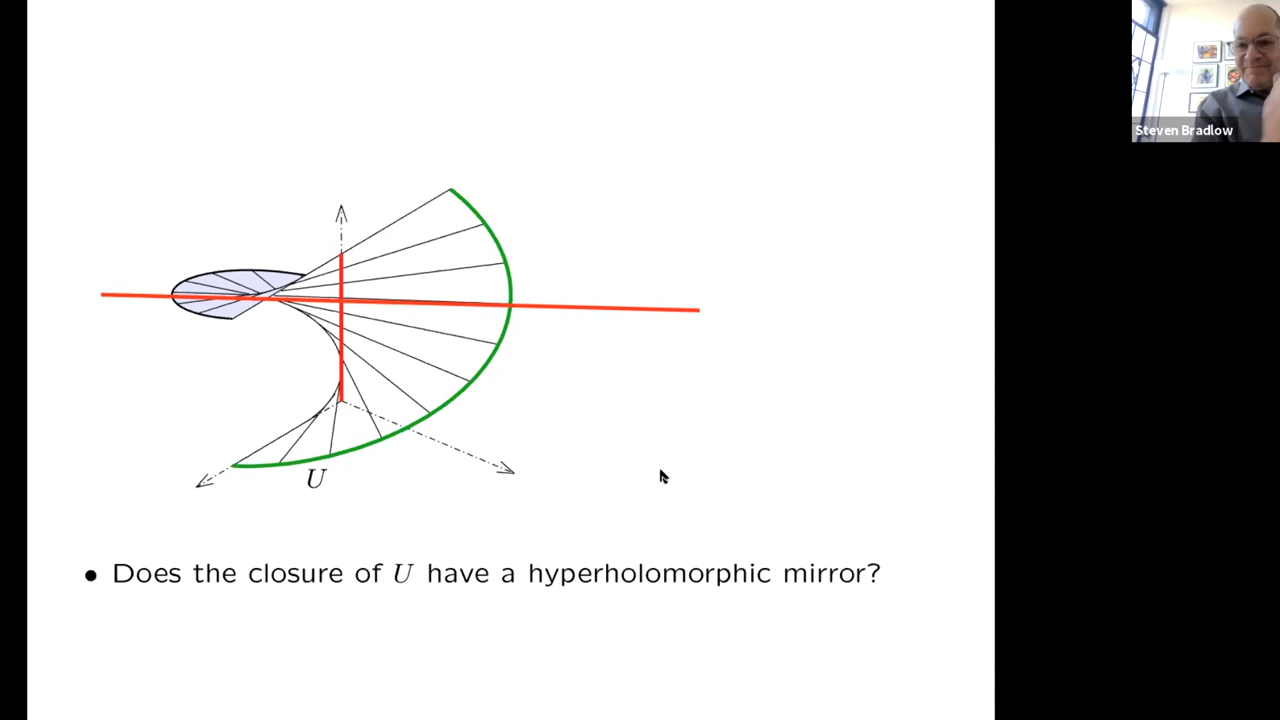 Steven Bradlow
U
• Does the closure of U have a hyperholomorphic mirror?